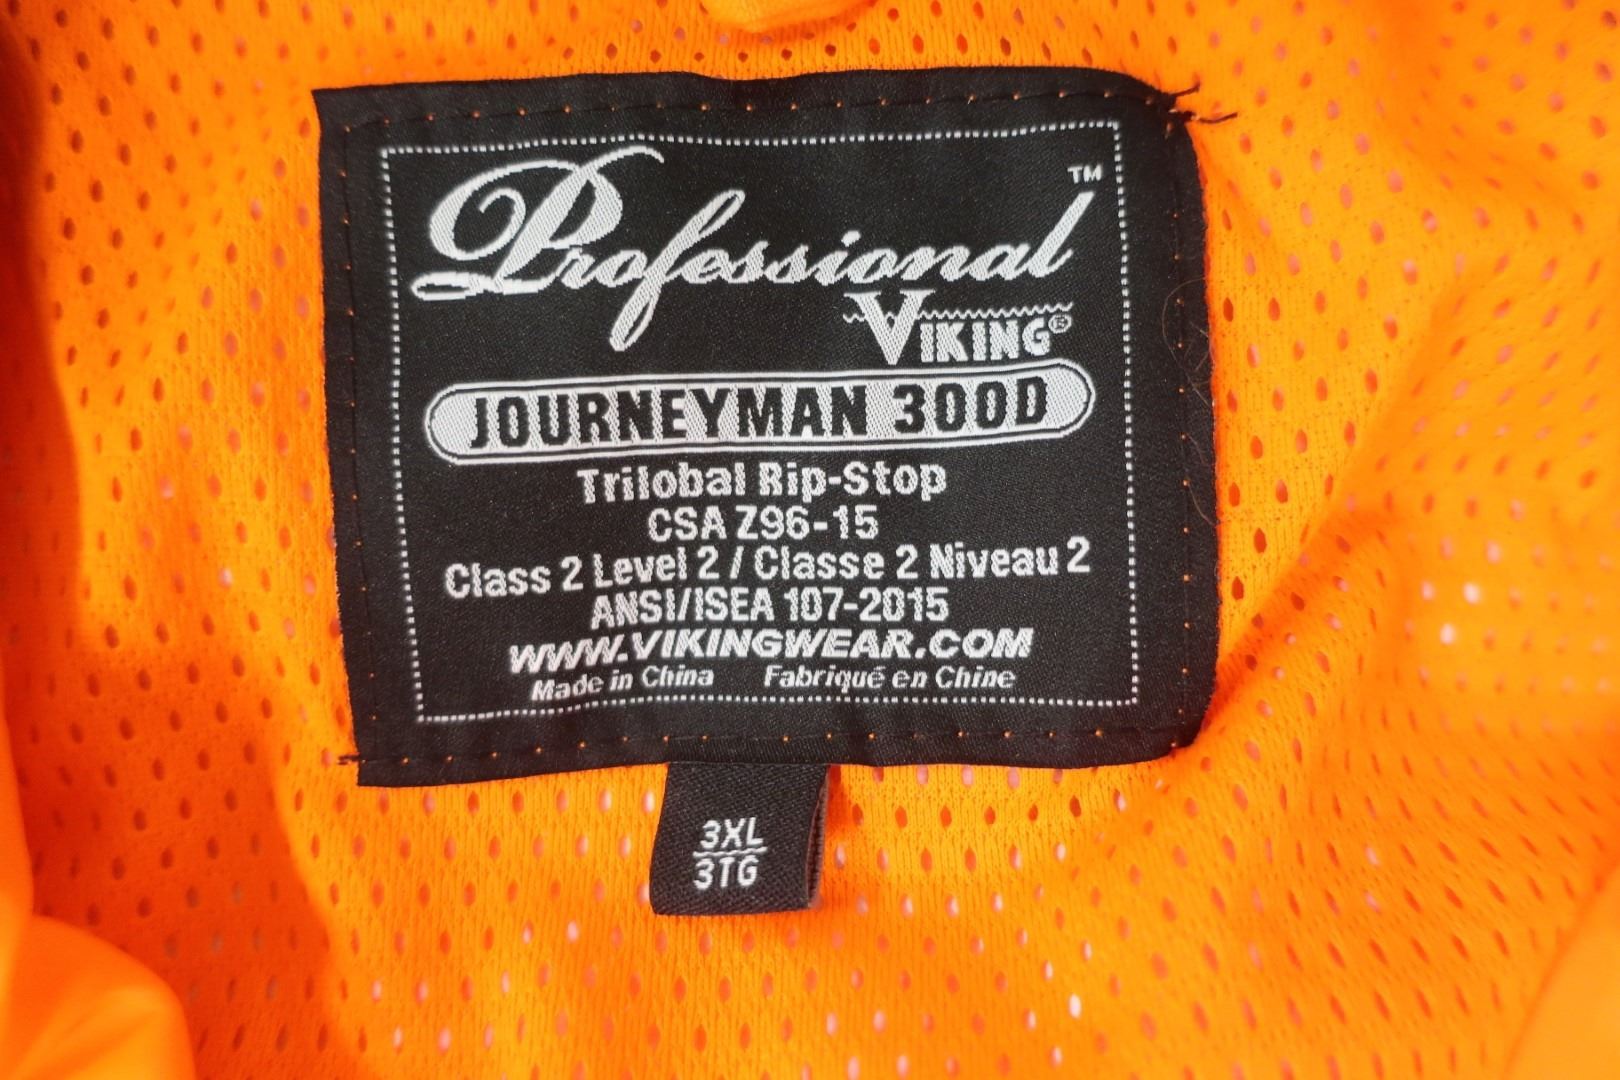 Professional™
VIKING®
JOURNEYMAN 300D
Trilobal Rip-Stop
CSA Z96-15
Class 2 Level 2 / Classe 2 Niveau 2
ANSI/ISEA 107-2015
WWW.VIKINGWEAR.COM
Made in China Fabriqué en Chine
3XL
3TG